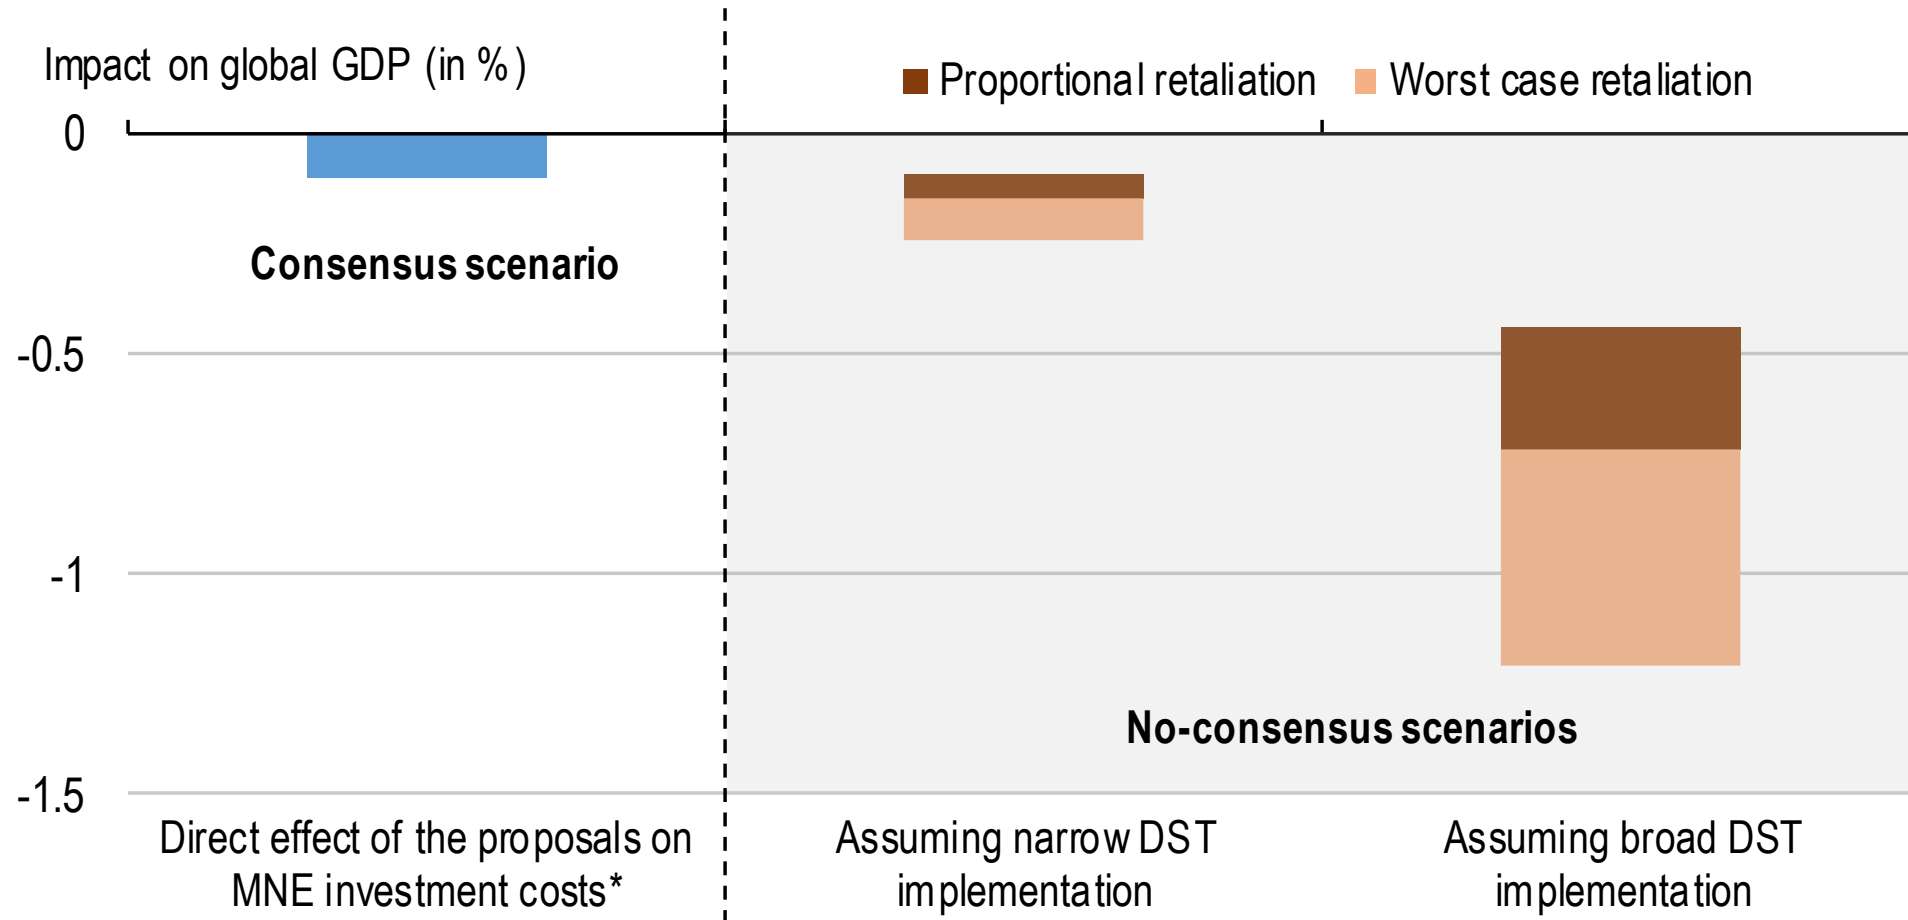 Impact on global GDP (in %)
Proportional retaliation
Worst case retaliation
0
Consensus scenario
-0.5
-1
No-consensus scenarios
-1.5
Direct effect of the proposals on
MNE investment costs*
Assuming narrow DST
implementation
Assuming broad DST
implementation